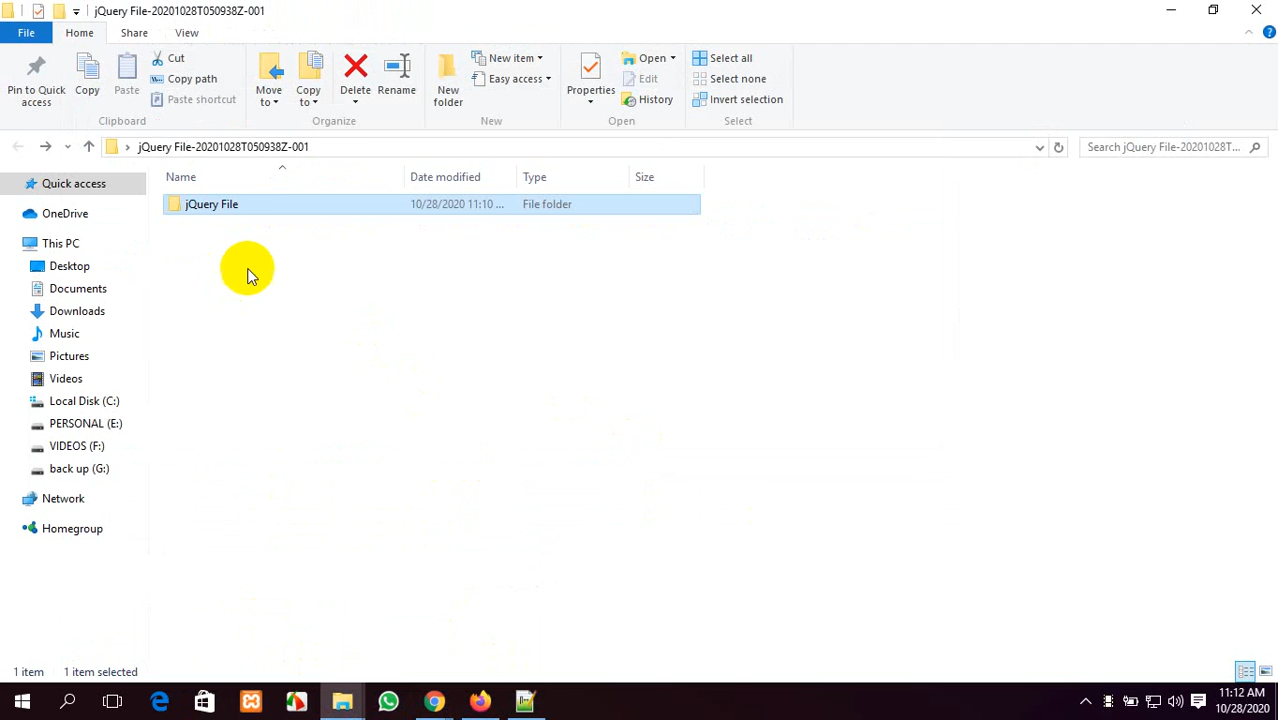 jQuery File-20201028T050938Z-001
File Home Share View
Pin to Quick access
Copy
Paste
Cut
Copy path
Paste shortcut
Clipboard
Move to
Copy to
Delete
Rename
Organize
New folder
New item
Easy access
New
Properties
Open
Edit
History
Open
Select all
Select none
Invert selection
Select
jQuery File-20201028T050938Z-001
Search jQuery File-20201028T...
Name Date modified Type Size
jQuery File 10/28/2020 11:10 ... File folder
Quick access
OneDrive
This PC
Desktop
Documents
Downloads
Music
Pictures
Videos
Local Disk (C:)
PERSONAL (E:)
VIDEOS (F:)
back up (G:)
Network
Homegroup
1 item 1 item selected
11:12 AM
10/28/2020